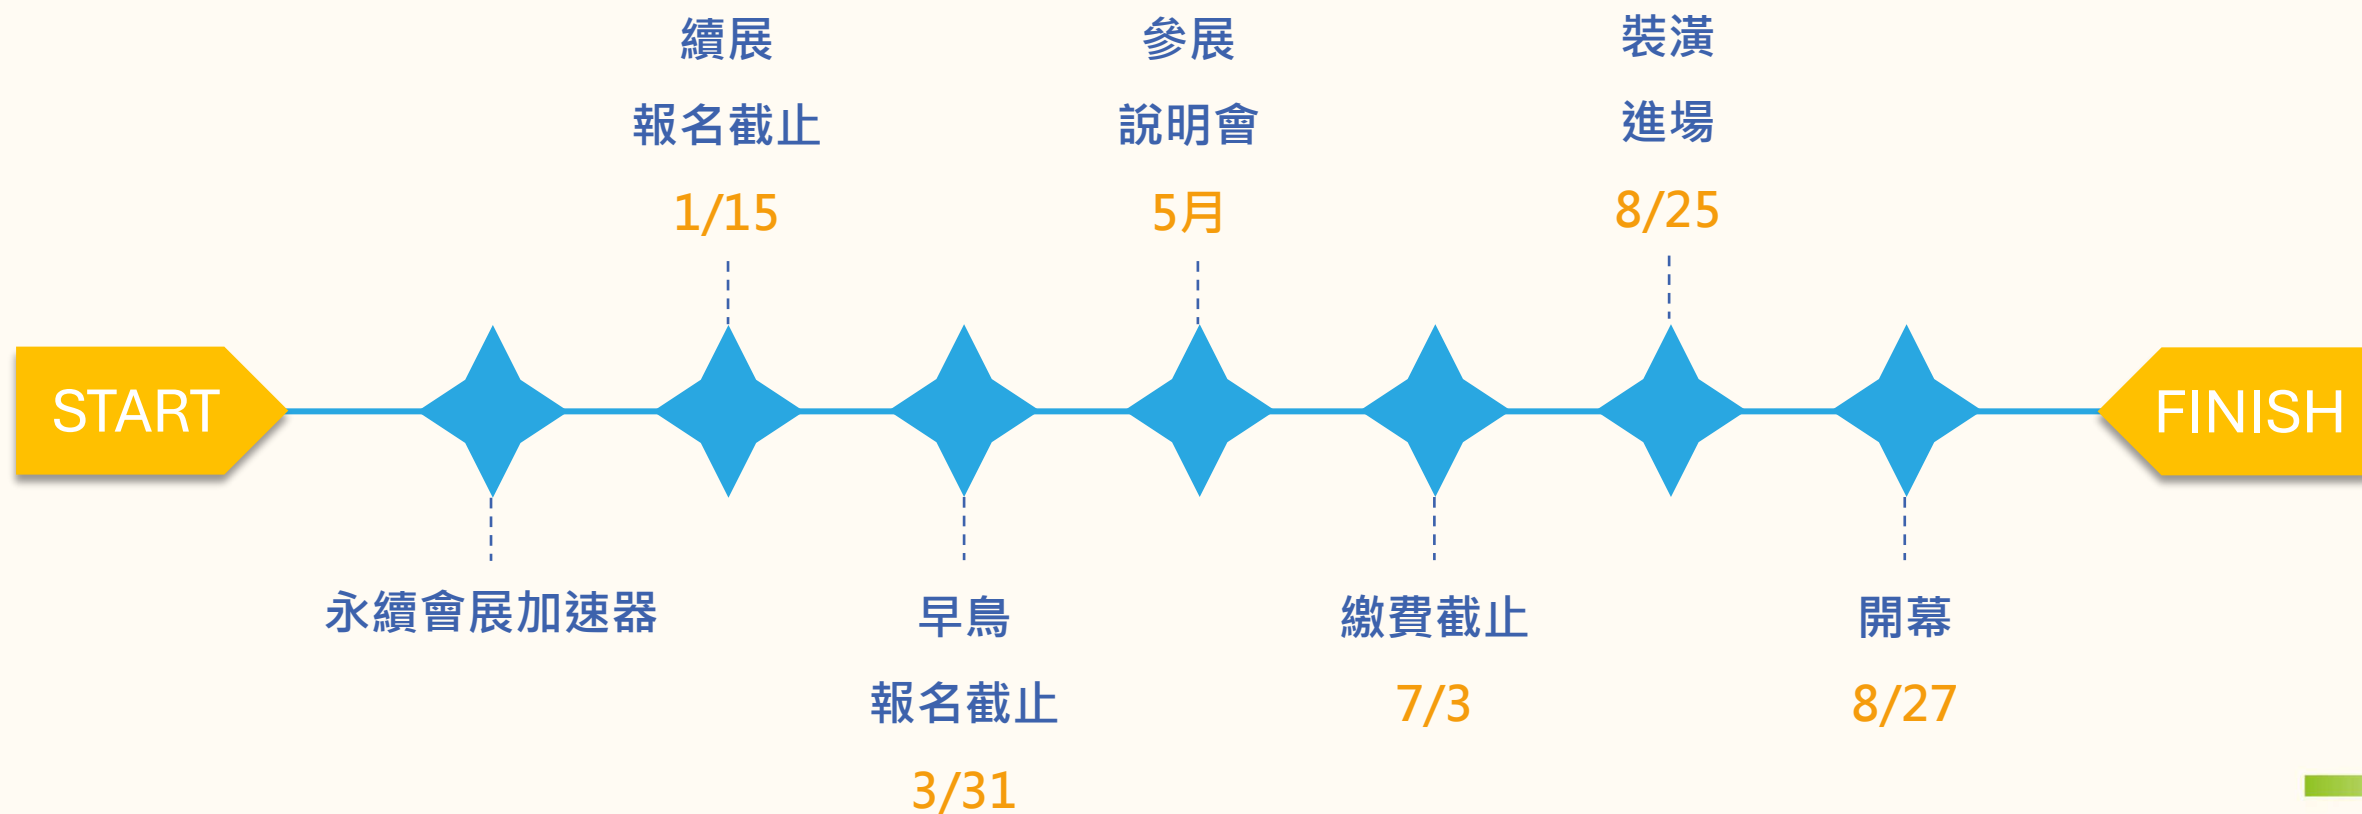 續展
報名截止
1/15
參展
說明會
5月
裝潢
進場
8/25
START
FINISH
永續會展加速器
早鳥
報名截止
3/31
繳費截止
7/3
開幕
8/27